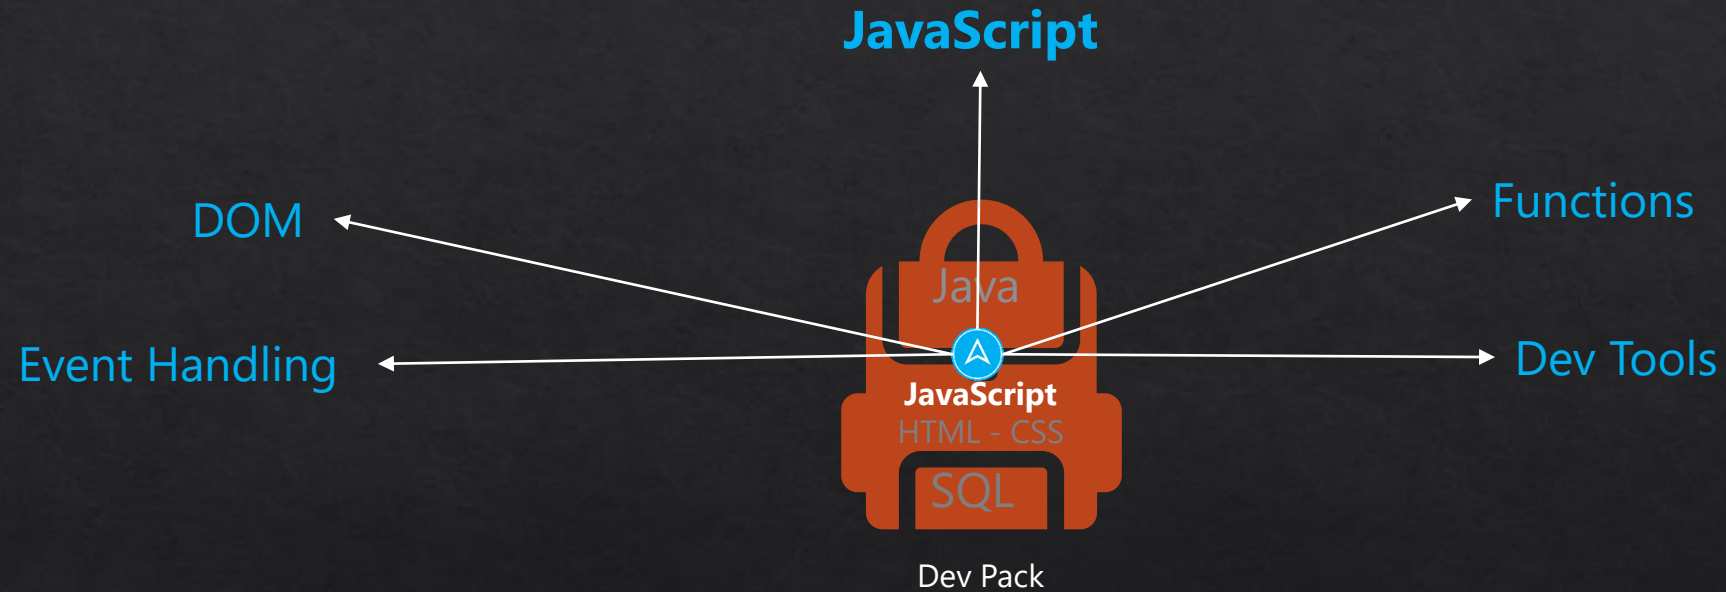 JavaScript
DOM
Functions
Java
Event Handling
Dev Tools
JavaScript
HTML - CSS
SQL
Dev Pack